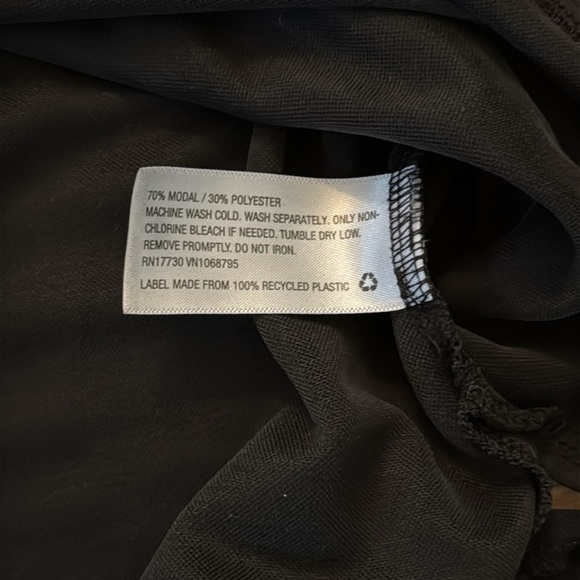 70% MODAL / 30% POLYESTER
MACHINE WASH COLD. WASH SEPARATELY. ONLY NON-
CHLORINE BLEACH IF NEEDED. TUMBLE DRY LOW.
REMOVE PROMPTLY. DO NOT IRON.
RN17730 VN1068795
LABEL MADE FROM 100% RECYCLED PLASTIC